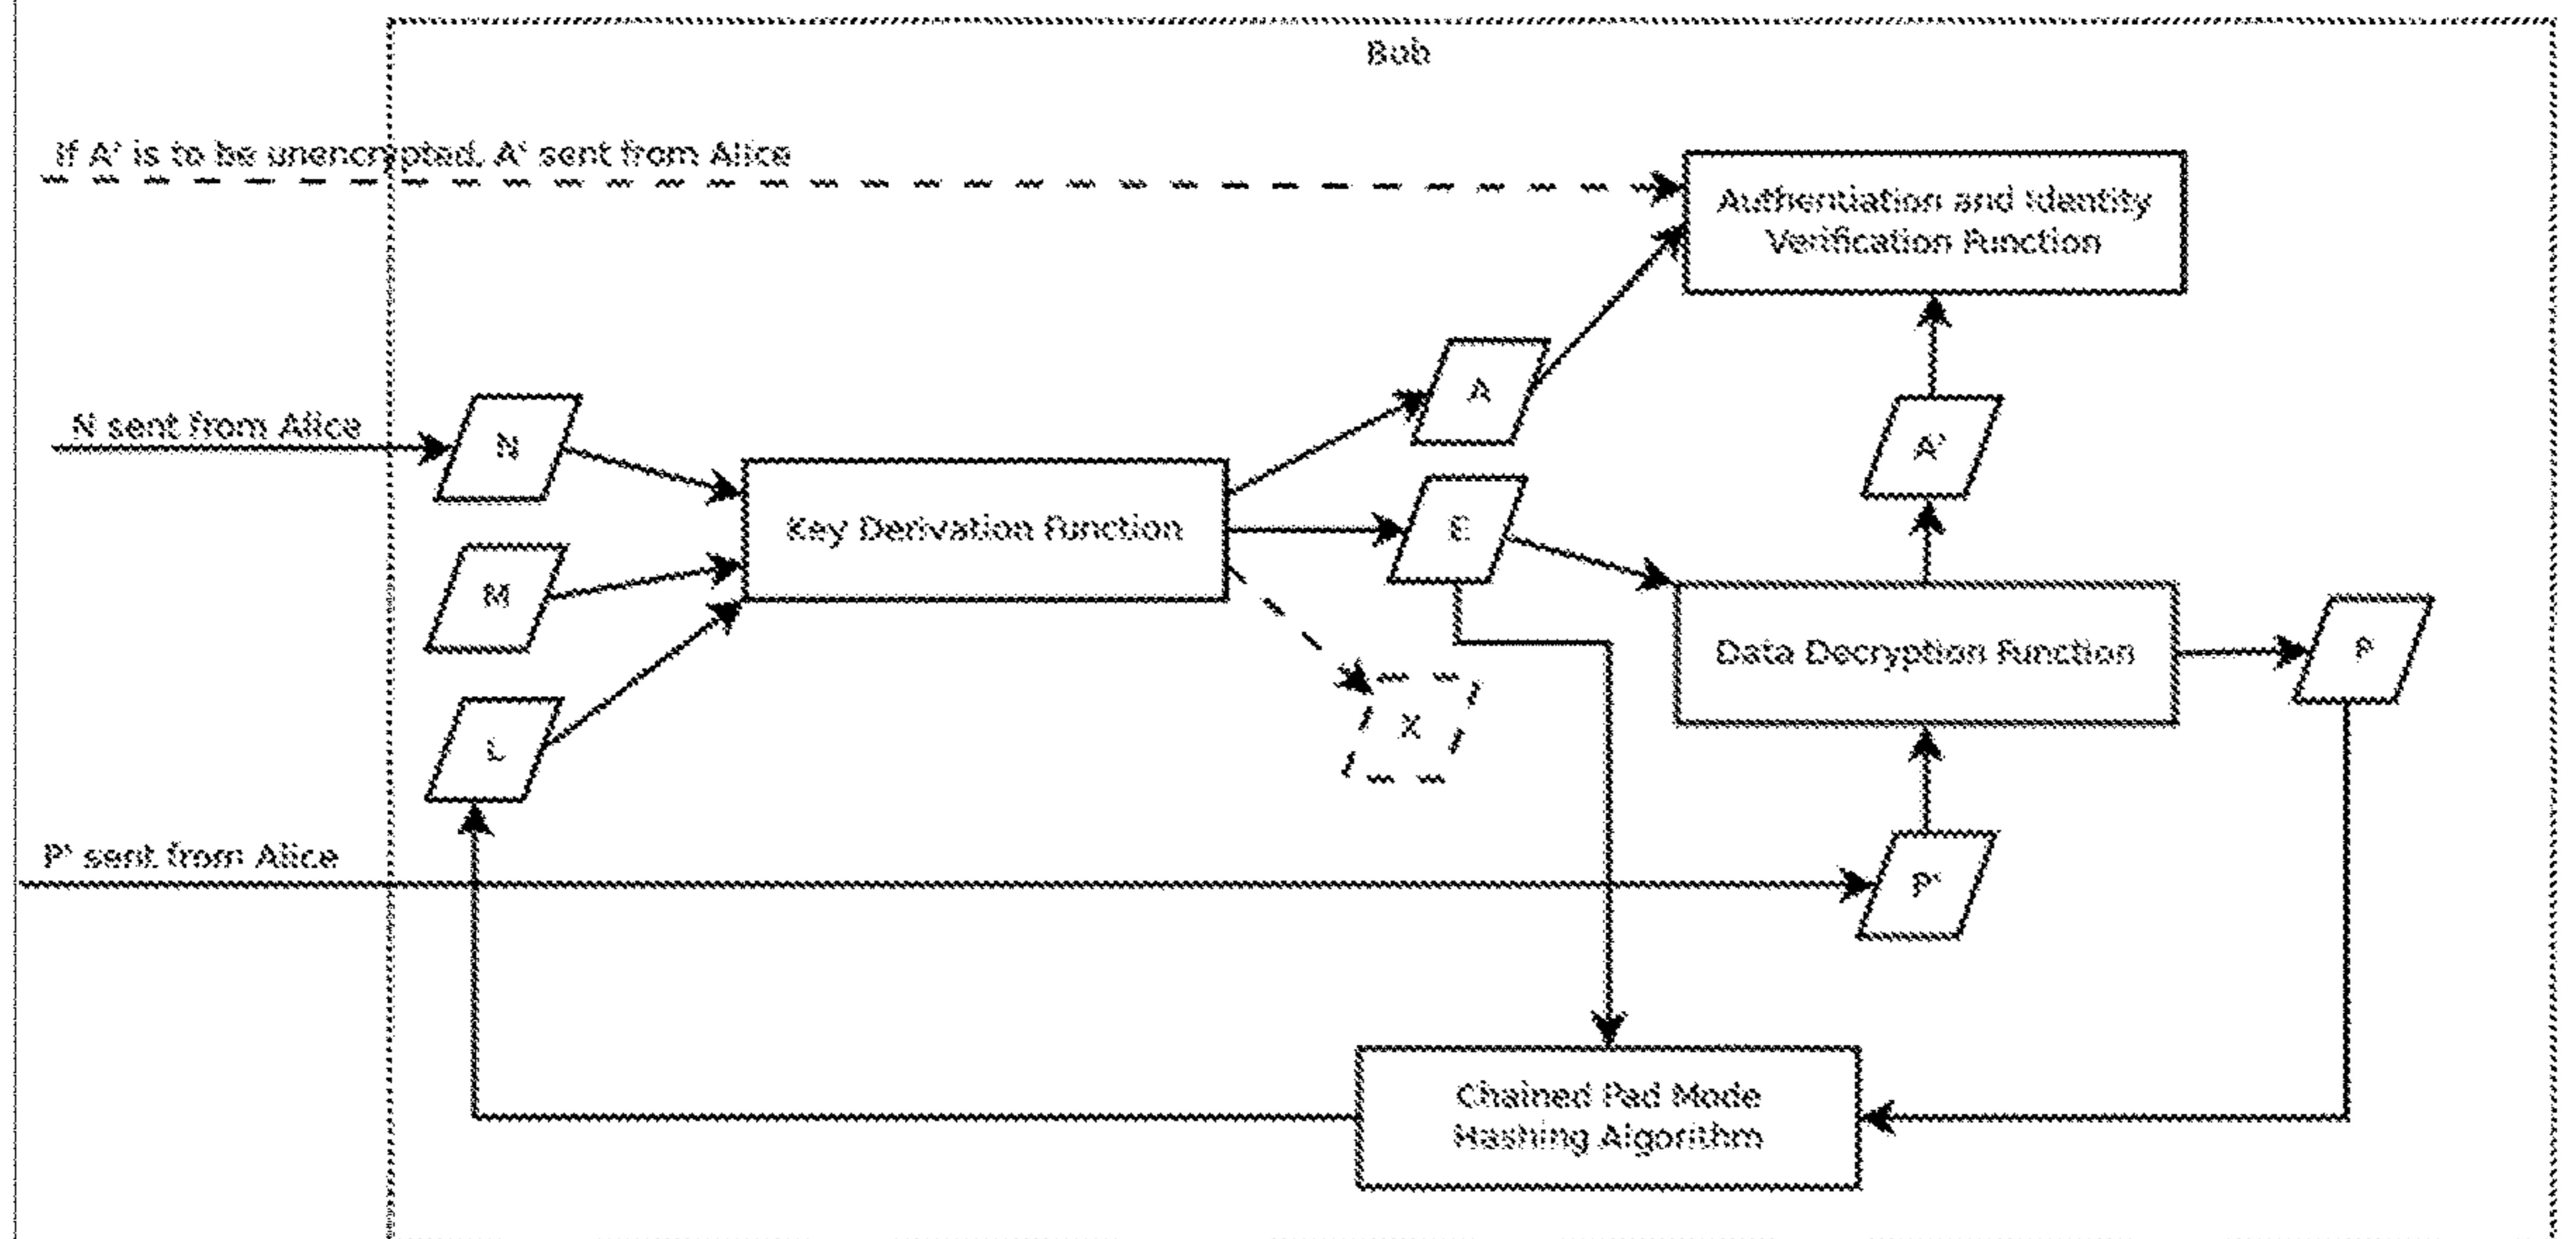 Bob
If A' is to be unencrypted, A' sent from Alice
Authentiation and Identity
Verification Function
A
N sent from Alice
N
A'
Key Derivation Function
E
M
Data Decryption Function
P
L
X
P' sent from Alice
P'
Chained Pad Mode
Hashing Algorithm